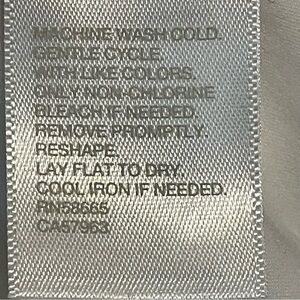 MACHINE WASH COLD.
GENTLE CYCLE
WITH LIKE COLORS.
ONLY NON-CHLORINE
BLEACH IF NEEDED.
REMOVE PROMPTLY.
RESHAPE
LAY FLAT TO DRY.
COOL IRON IF NEEDED.
RN58665
CA57963